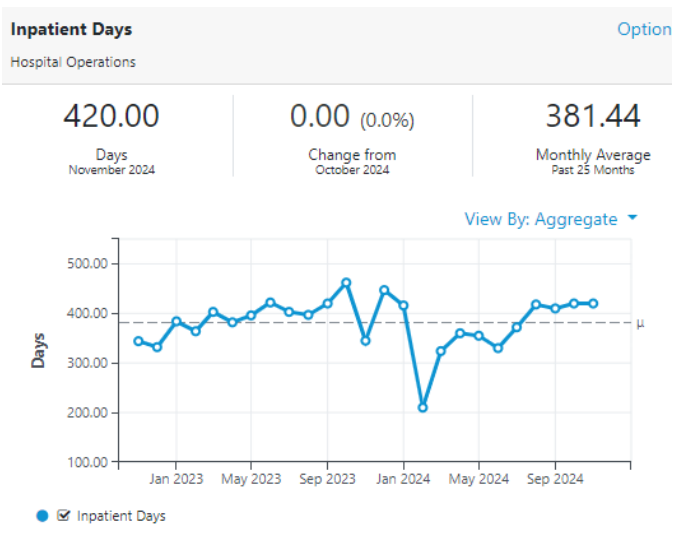 Inpatient Days
Option
Hospital Operations
420.00
Days
November 2024
0.00 (0.0%)
Change from
October 2024
381.44
Monthly Average
Past 25 Months
View By: Aggregate
500.00
400.00
300.00
200.00
100.00
Days
μ
Jan 2023 May 2023 Sep 2023 Jan 2024 May 2024 Sep 2024
Inpatient Days